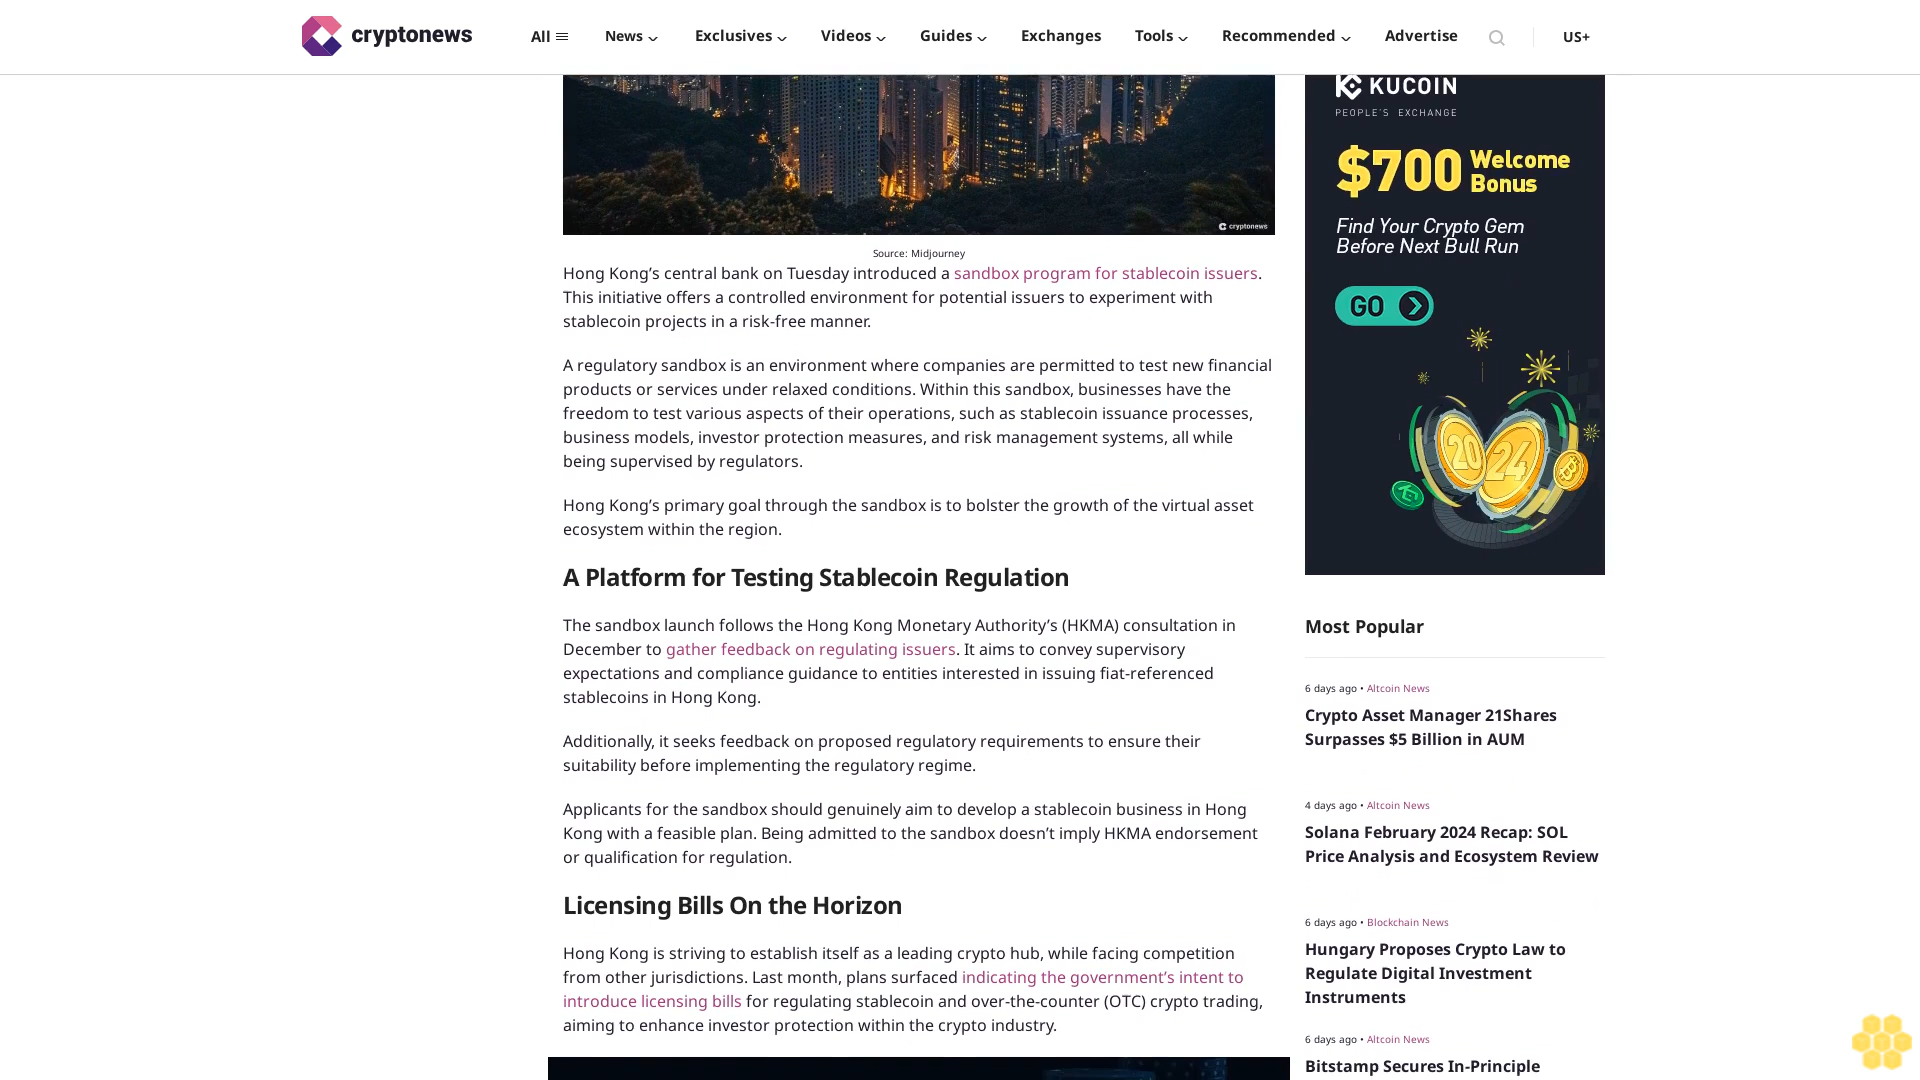 cryptonews
All
News
Exclusives
Videos
Guides
Exchanges
Tools
Recommended
Advertise
US+
cryptonews
Source: Midjourney
Hong Kong’s central bank on Tuesday introduced a sandbox program for stablecoin issuers.
This initiative offers a controlled environment for potential issuers to experiment with
stablecoin projects in a risk-free manner.
A regulatory sandbox is an environment where companies are permitted to test new financial
products or services under relaxed conditions. Within this sandbox, businesses have the
freedom to test various aspects of their operations, such as stablecoin issuance processes,
business models, investor protection measures, and risk management systems, all while
being supervised by regulators.
Hong Kong’s primary goal through the sandbox is to bolster the growth of the virtual asset
ecosystem within the region.
A Platform for Testing Stablecoin Regulation
The sandbox launch follows the Hong Kong Monetary Authority’s (HKMA) consultation in
December to gather feedback on regulating issuers. It aims to convey supervisory
expectations and compliance guidance to entities interested in issuing fiat-referenced
stablecoins in Hong Kong.
Additionally, it seeks feedback on proposed regulatory requirements to ensure their
suitability before implementing the regulatory regime.
Applicants for the sandbox should genuinely aim to develop a stablecoin business in Hong
Kong with a feasible plan. Being admitted to the sandbox doesn’t imply HKMA endorsement
or qualification for regulation.
Licensing Bills On the Horizon
Hong Kong is striving to establish itself as a leading crypto hub, while facing competition
from other jurisdictions. Last month, plans surfaced indicating the government’s intent to
introduce licensing bills for regulating stablecoin and over-the-counter (OTC) crypto trading,
aiming to enhance investor protection within the crypto industry.
KUCOIN
PEOPLE'S EXCHANGE
$700 Welcome
Bonus
Find Your Crypto Gem
Before Next Bull Run
GO
20 24
Most Popular
6 days ago • Altcoin News
Crypto Asset Manager 21Shares
Surpasses $5 Billion in AUM
4 days ago • Altcoin News
Solana February 2024 Recap: SOL
Price Analysis and Ecosystem Review
6 days ago • Blockchain News
Hungary Proposes Crypto Law to
Regulate Digital Investment
Instruments
6 days ago • Altcoin News
Bitstamp Secures In-Principle